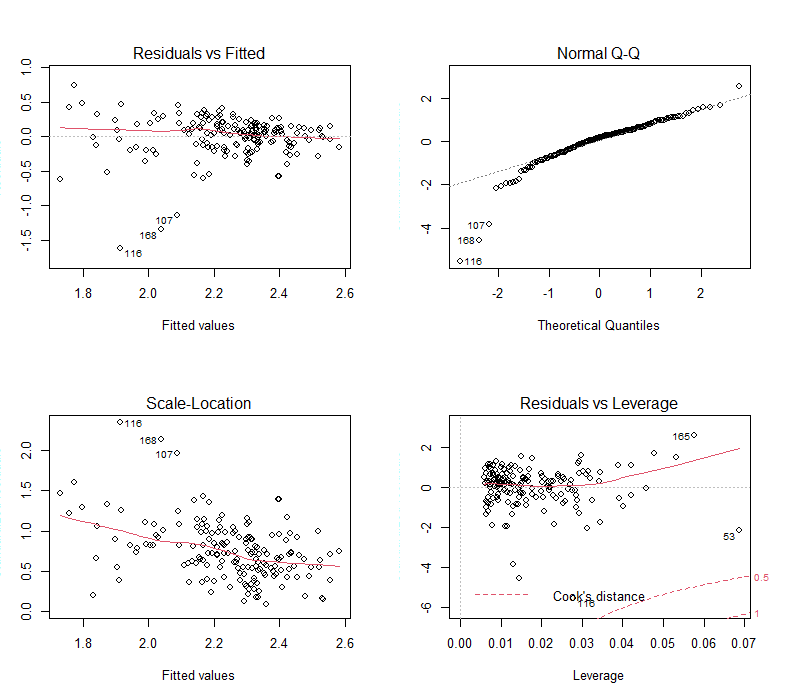 Residuals vs Fitted
1.0
0.5
0.0
-0.5
-1.0
-1.5
107
168
116
1.8 2.0 2.2 2.4 2.6
Fitted values
Normal Q-Q
2
0
-2
-4
107
168
116
-2 -1 0 1 2
Theoretical Quantiles
Scale-Location
2.0
1.5
1.0
0.5
0.0
116
168
107
1.8 2.0 2.2 2.4 2.6
Fitted values
Residuals vs Leverage
2
0
-2
-4
-6
165
53
0.5
Cook's distance
116
1
0.00 0.01 0.02 0.03 0.04 0.05 0.06 0.07
Leverage